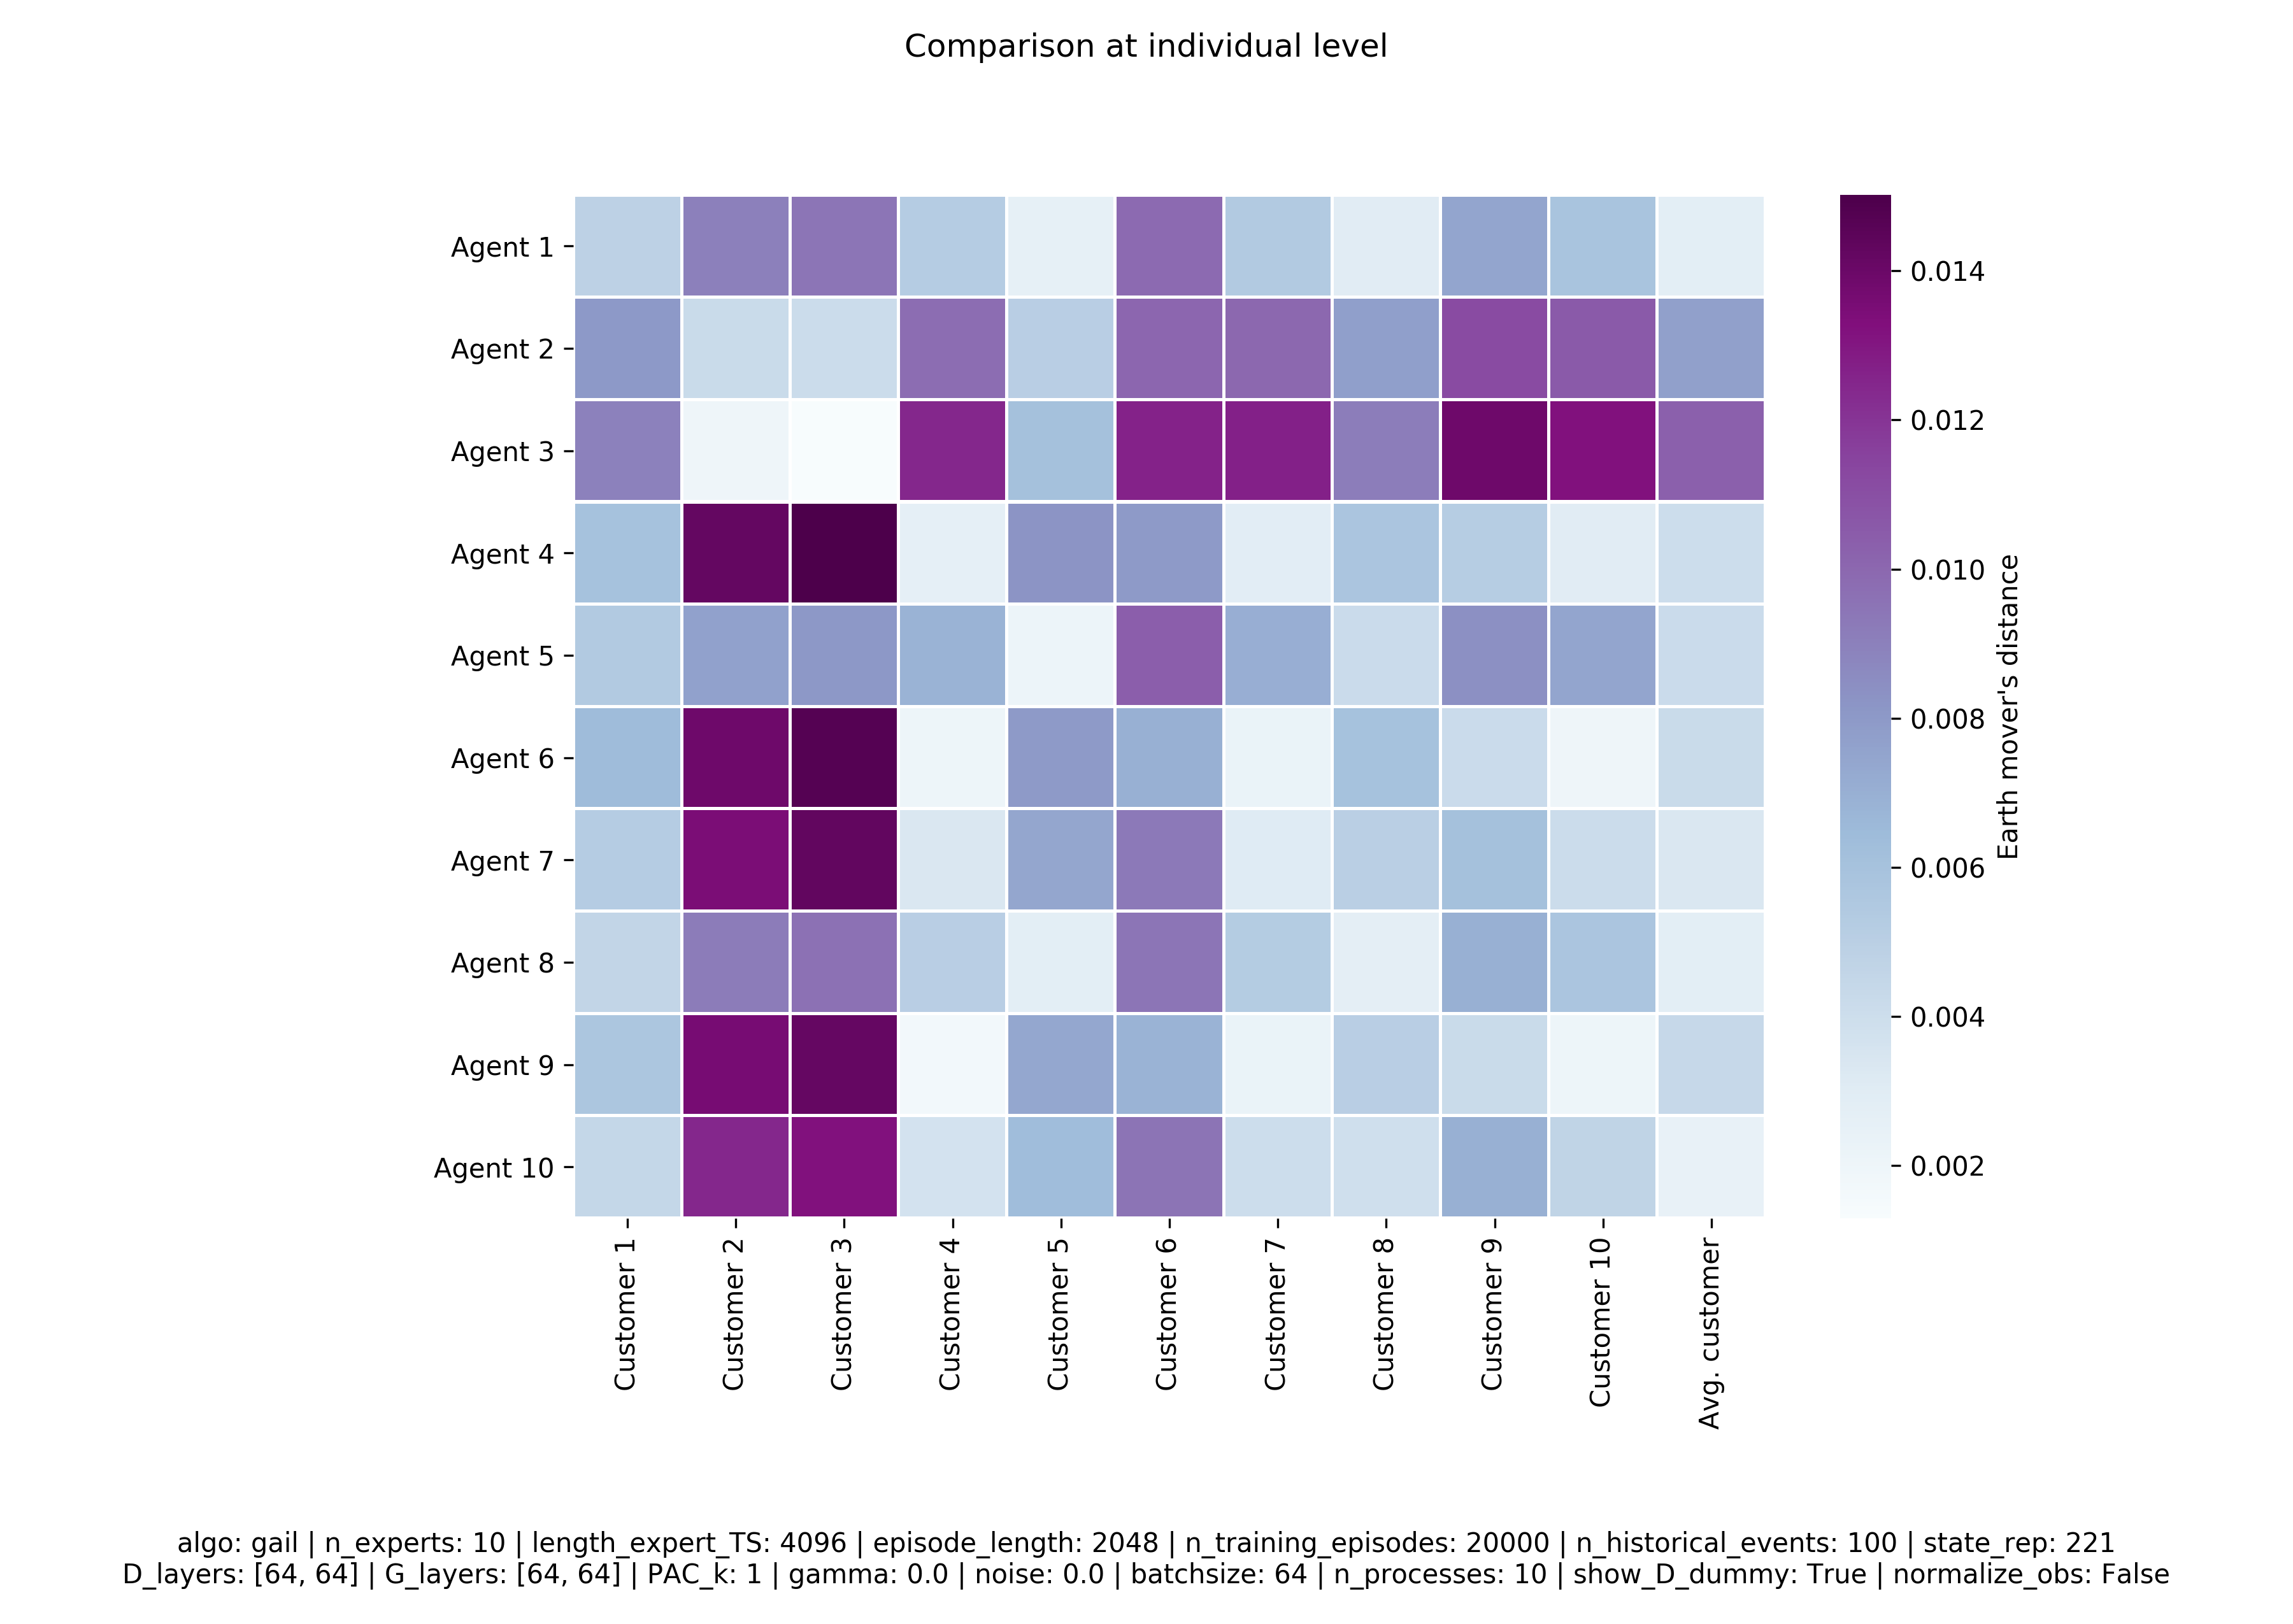 Comparison at individual level
Agent 1
Agent 2
Agent 3
Agent 4
Agent 5
Agent 6
Agent 7
Agent 8
Agent 9
Agent 10
Customer 1
Customer 2
Customer 3
Customer 4
Customer 5
Customer 6
Customer 7
Customer 8
Customer 9
Customer 10
Avg. customer
0.014
0.012
0.010
0.008
0.006
0.004
0.002
Earth mover's distance
algo: gail | n_experts: 10 | length_expert_TS: 4096 | episode_length: 2048 | n_training_episodes: 20000 | n_historical_events: 100 | state_rep: 221
D_layers: [64, 64] | G_layers: [64, 64] | PAC_k: 1 | gamma: 0.0 | noise: 0.0 | batchsize: 64 | n_processes: 10 | show_D_dummy: True | normalize_obs: False